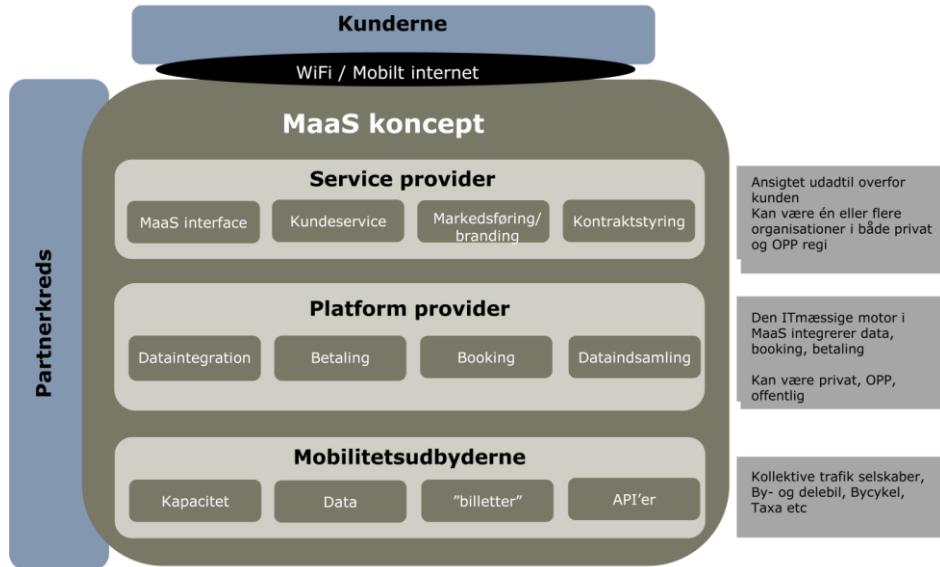 Kunderne
WiFi / Mobilt internet
Partnerkreds
MaaS koncept
Service provider
MaaS interface
Kundeservice
Markedsføring/
branding
Kontraktstyring
Ansigtet udadtil overfor
kunden
Kan være én eller flere
organisationer i både privat
og OPP regi
Platform provider
Dataintegration
Betaling
Booking
Dataindsamling
Den ITmæssige motor i
MaaS integrerer data,
booking, betaling
Kan være privat, OPP,
offentlig
Mobilitetsudbyderne
Kapacitet
Data
”billetter”
API’er
Kollektive trafik selskaber,
By- og delebil, Bycykel,
Taxa etc